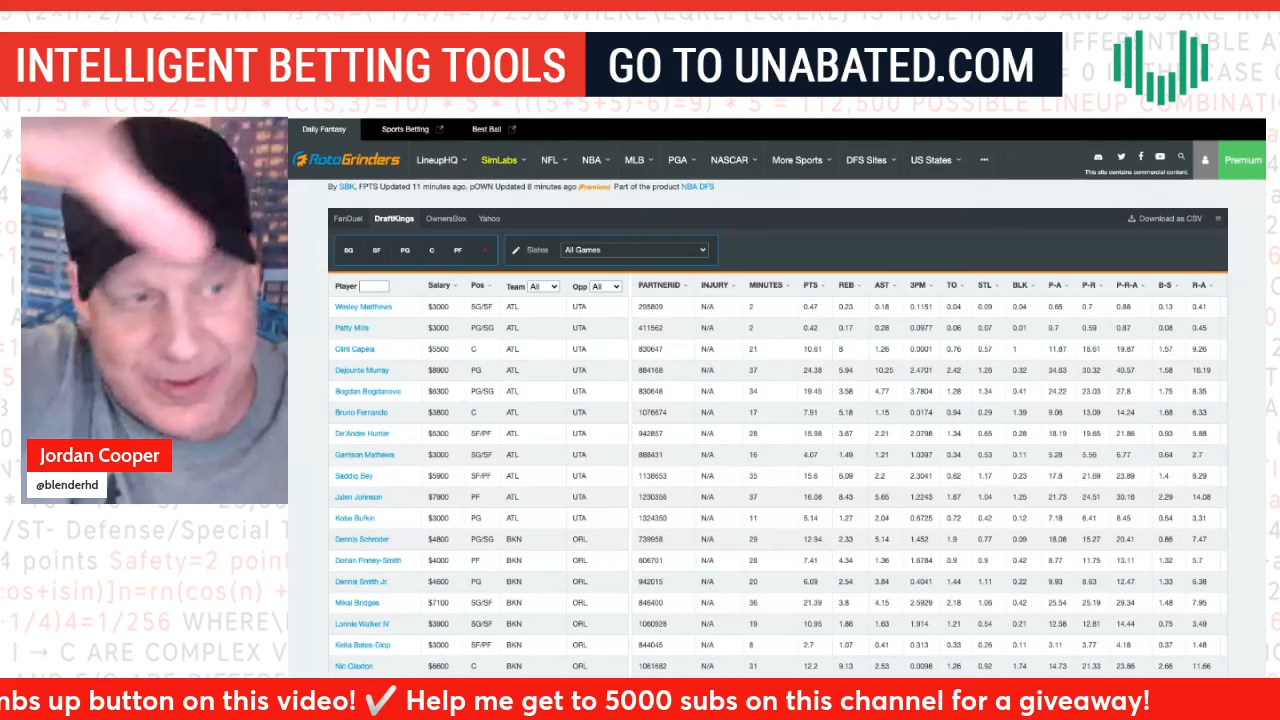 INTELLIGENT BETTING TOOLS GO TO UNABATED.COM
Daily Fantasy Sports Betting Best Ball
RotoGrinders LineupHQ SimLabs NFL NBA MLB PGA NASCAR More Sports DFS Sites US States ••• Premium
This site contains commercial content.
By SBK, FPTS Updated 11 minutes ago, pOWN Updated 8 minutes ago (Premium) Part of the product NBA DFS
FanDuel DraftKings OwnersBox Yahoo Download as CSV
SG SF PG C PF Slates All Games
Player Salary Pos Team All Opp All PARTNERID INJURY MINUTES PTS REB AST 3PM TO STL BLK P-A P-R P-R-A B-S R-A
Wesley Matthews $3000 SG/SF ATL UTA 295809 N/A 2 0.47 0.23 0.18 0.1151 0.04 0.09 0.04 0.65 0.7 0.88 0.13 0.41
Patty Mills $3000 PG/SG ATL UTA 411562 N/A 2 0.42 0.17 0.28 0.0977 0.06 0.07 0.01 0.7 0.59 0.87 0.08 0.45
Clint Capela $5500 C ATL UTA 830647 N/A 21 10.61 8 1.26 0.0001 0.76 0.57 1 11.87 18.61 19.87 1.57 9.26
Dejounte Murray $8900 PG ATL UTA 884168 N/A 37 24.38 5.94 10.25 2.4701 2.42 1.26 0.32 34.63 30.32 40.57 1.58 16.19
Bogdan Bogdanovic $6300 PG/SG ATL UTA 830648 N/A 34 19.45 3.58 4.77 3.7804 1.28 1.34 0.41 24.22 23.03 27.8 1.75 8.35
Bruno Fernando $3800 C ATL UTA 1076674 N/A 17 7.91 5.18 1.15 0.0174 0.94 0.29 1.39 9.06 13.09 14.24 1.68 6.33
De'Andre Hunter $5300 SF/PF ATL UTA 942857 N/A 28 15.98 3.67 2.21 2.0798 1.34 0.65 0.28 18.19 19.65 21.86 0.93 5.88
Garrison Mathews $3000 SG/SF ATL UTA 888431 N/A 16 4.07 1.49 1.21 1.0397 0.34 0.53 0.11 5.28 5.56 6.77 0.64 2.7
Saddiq Bey $5900 SF/PF ATL UTA 1138653 N/A 35 15.6 6.09 2.2 2.3041 0.62 1.17 0.23 17.8 21.69 23.89 1.4 8.29
Jalen Johnson $7900 PF ATL UTA 1230356 N/A 37 16.08 8.43 5.65 1.2243 1.67 1.04 1.25 21.73 24.51 30.16 2.29 14.08
Kobe Bufkin $3000 PG ATL UTA 1324350 N/A 11 5.14 1.27 2.04 0.6725 0.72 0.42 0.12 7.18 6.41 8.45 0.54 3.31
Dennis Schroder $4800 PG/SG BKN ORL 739958 N/A 29 12.94 2.33 5.14 1.452 1.9 0.77 0.09 18.08 15.27 20.41 0.86 7.47
Dorian Finney-Smith $4000 PF BKN ORL 606701 N/A 28 7.41 4.34 1.36 1.6784 0.9 0.9 0.42 8.77 11.75 13.11 1.32 5.7
Dennis Smith Jr. $4600 PG BKN ORL 942015 N/A 20 6.09 2.54 3.84 0.4041 1.44 1.11 0.22 9.93 8.63 12.47 1.33 6.38
Mikal Bridges $7100 SG/SF BKN ORL 846400 N/A 36 21.39 3.8 4.15 2.5929 2.18 1.06 0.42 25.54 25.19 29.34 1.48 7.95
Lonnie Walker IV $3900 SG/SF BKN ORL 1060928 N/A 19 10.95 1.86 1.63 1.914 1.21 0.54 0.21 12.58 12.81 14.44 0.75 3.49
Keita Bates-Diop $3000 SF/PF BKN ORL 844045 N/A 8 2.7 1.07 0.41 0.313 0.33 0.26 0.11 3.11 3.77 4.18 0.37 1.48
Nic Claxton $6600 C BKN ORL 1061682 N/A 31 12.2 9.13 2.53 0.0098 1.26 0.92 1.74 14.73 21.33 23.86 2.66 11.66
Jordan Cooper
@blenderhd
mbs up button on this video! ✔ Help me get to 5000 subs on this channel for a giveaway!